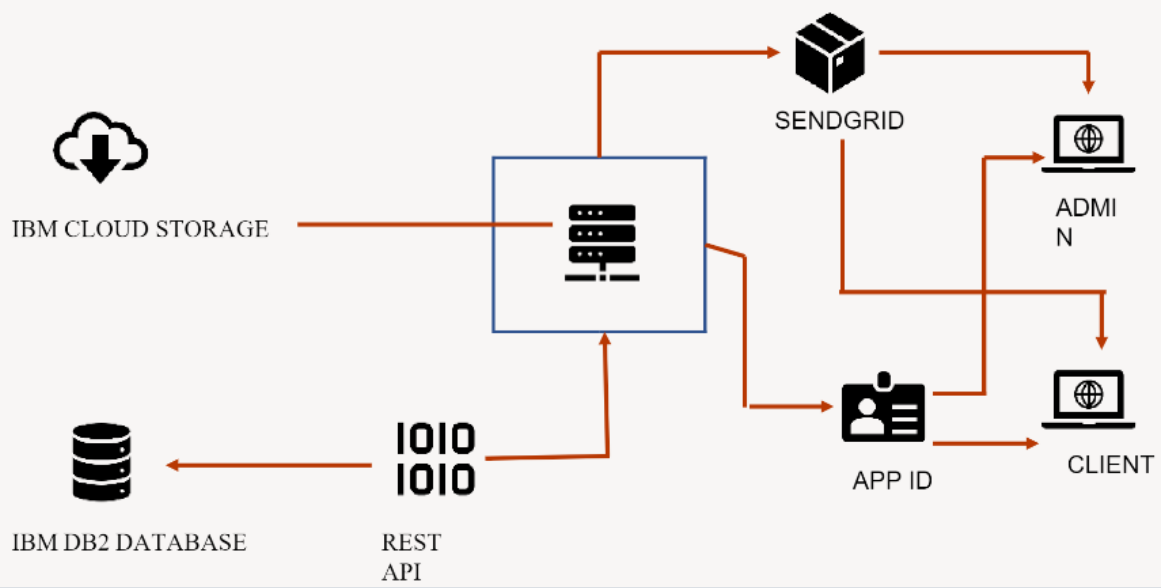 SENDGRID
IBM CLOUD STORAGE
ADMI
N
1010
1010
CLIENT
APP ID
IBM DB2 DATABASE
REST
API